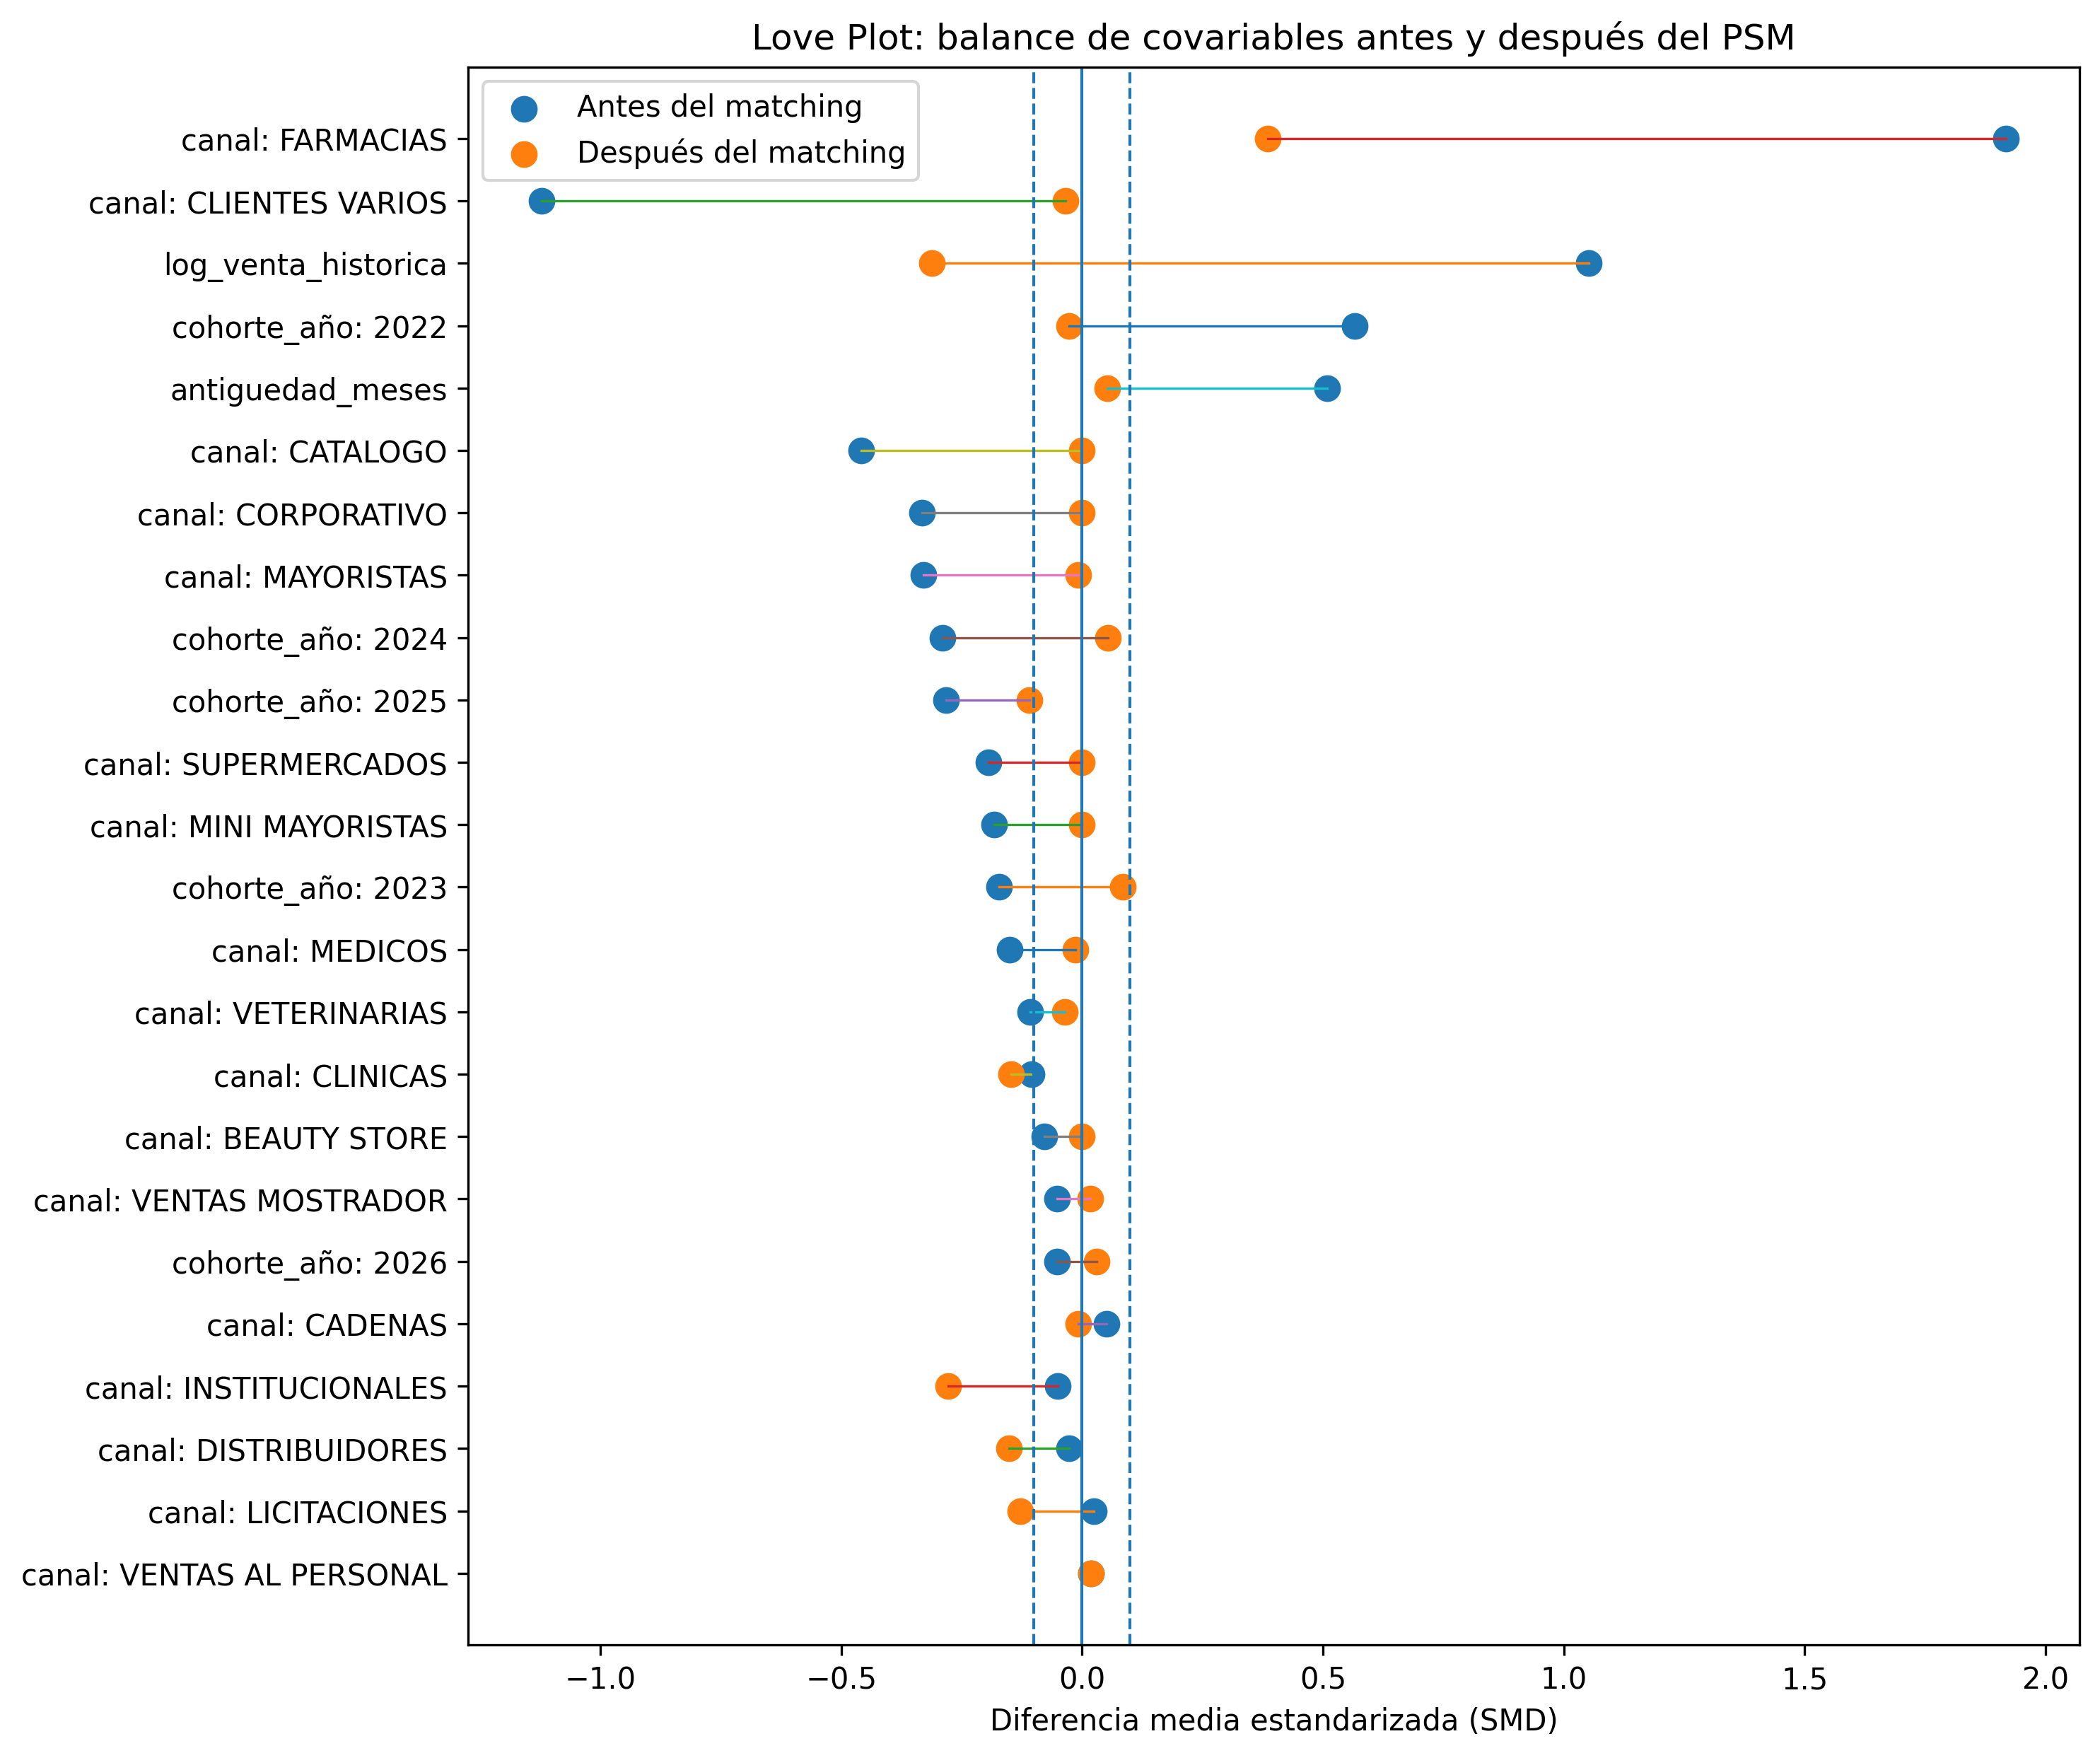 Love Plot: balance de covariables antes y después del PSM
Antes del matching
Después del matching
canal: FARMACIAS
canal: CLIENTES VARIOS
log_venta_historica
cohorte_año: 2022
antiguedad_meses
canal: CATALOGO
canal: CORPORATIVO
canal: MAYORISTAS
cohorte_año: 2024
cohorte_año: 2025
canal: SUPERMERCADOS
canal: MINI MAYORISTAS
cohorte_año: 2023
canal: MEDICOS
canal: VETERINARIAS
canal: CLINICAS
canal: BEAUTY STORE
canal: VENTAS MOSTRADOR
cohorte_año: 2026
canal: CADENAS
canal: INSTITUCIONALES
canal: DISTRIBUIDORES
canal: LICITACIONES
canal: VENTAS AL PERSONAL
−1.0 −0.5 0.0 0.5 1.0 1.5 2.0
Diferencia media estandarizada (SMD)